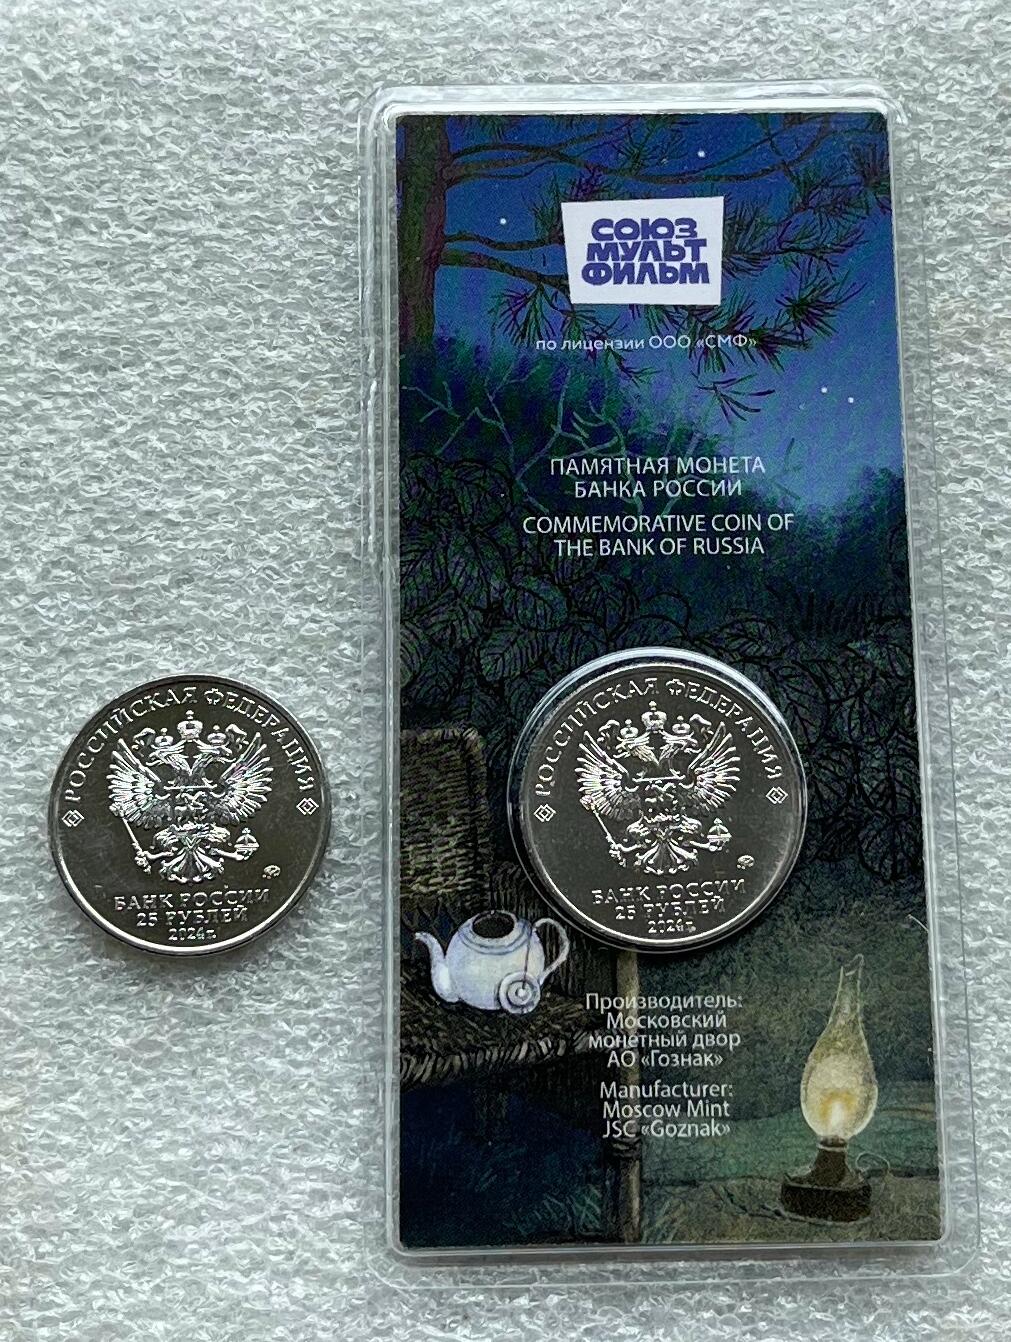 СОЮЗ
МУЛЬТ
ФИЛЬМ
по лицензии ООО «СМФ»
ПАМЯТНАЯ МОНЕТА
БАНКА РОССИИ
COMMEMORATIVE COIN OF
THE BANK OF RUSSIA
РОССИЙСКАЯ ФЕДЕРАЦИЯ
БАНК РОССИИ
25 РУБЛЕЙ
2024 г.
РОССИЙСКАЯ ФЕДЕРАЦИЯ
БАНК РОССИИ
25 РУБЛЕЙ
2024 г.
Производитель:
Московский
монетный двор
АО «Гознак»
Manufacturer:
Moscow Mint
JSC «Goznak»